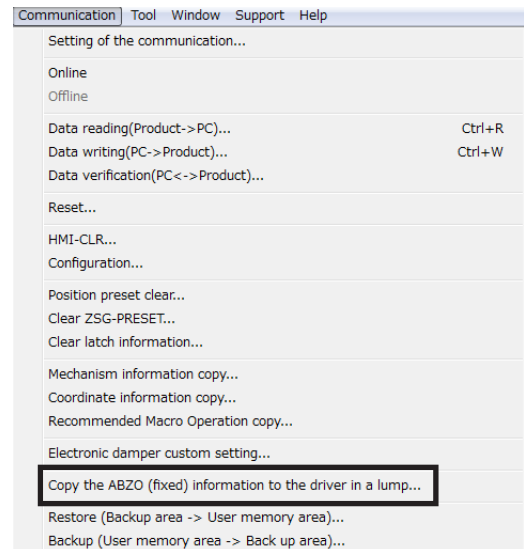 Communication Tool Window Support Help
Setting of the communication...
Online
Offline
Data reading(Product->PC)... Ctrl+R
Data writing(PC->Product)... Ctrl+W
Data verification(PC<->Product)...
Reset...
HMI-CLR...
Configuration...
Position preset clear...
Clear ZSG-PRESET...
Clear latch information...
Mechanism information copy...
Coordinate information copy...
Recommended Macro Operation copy...
Electronic damper custom setting...
Copy the ABZO (fixed) information to the driver in a lump...
Restore (Backup area -> User memory area)...
Backup (User memory area -> Back up area)...